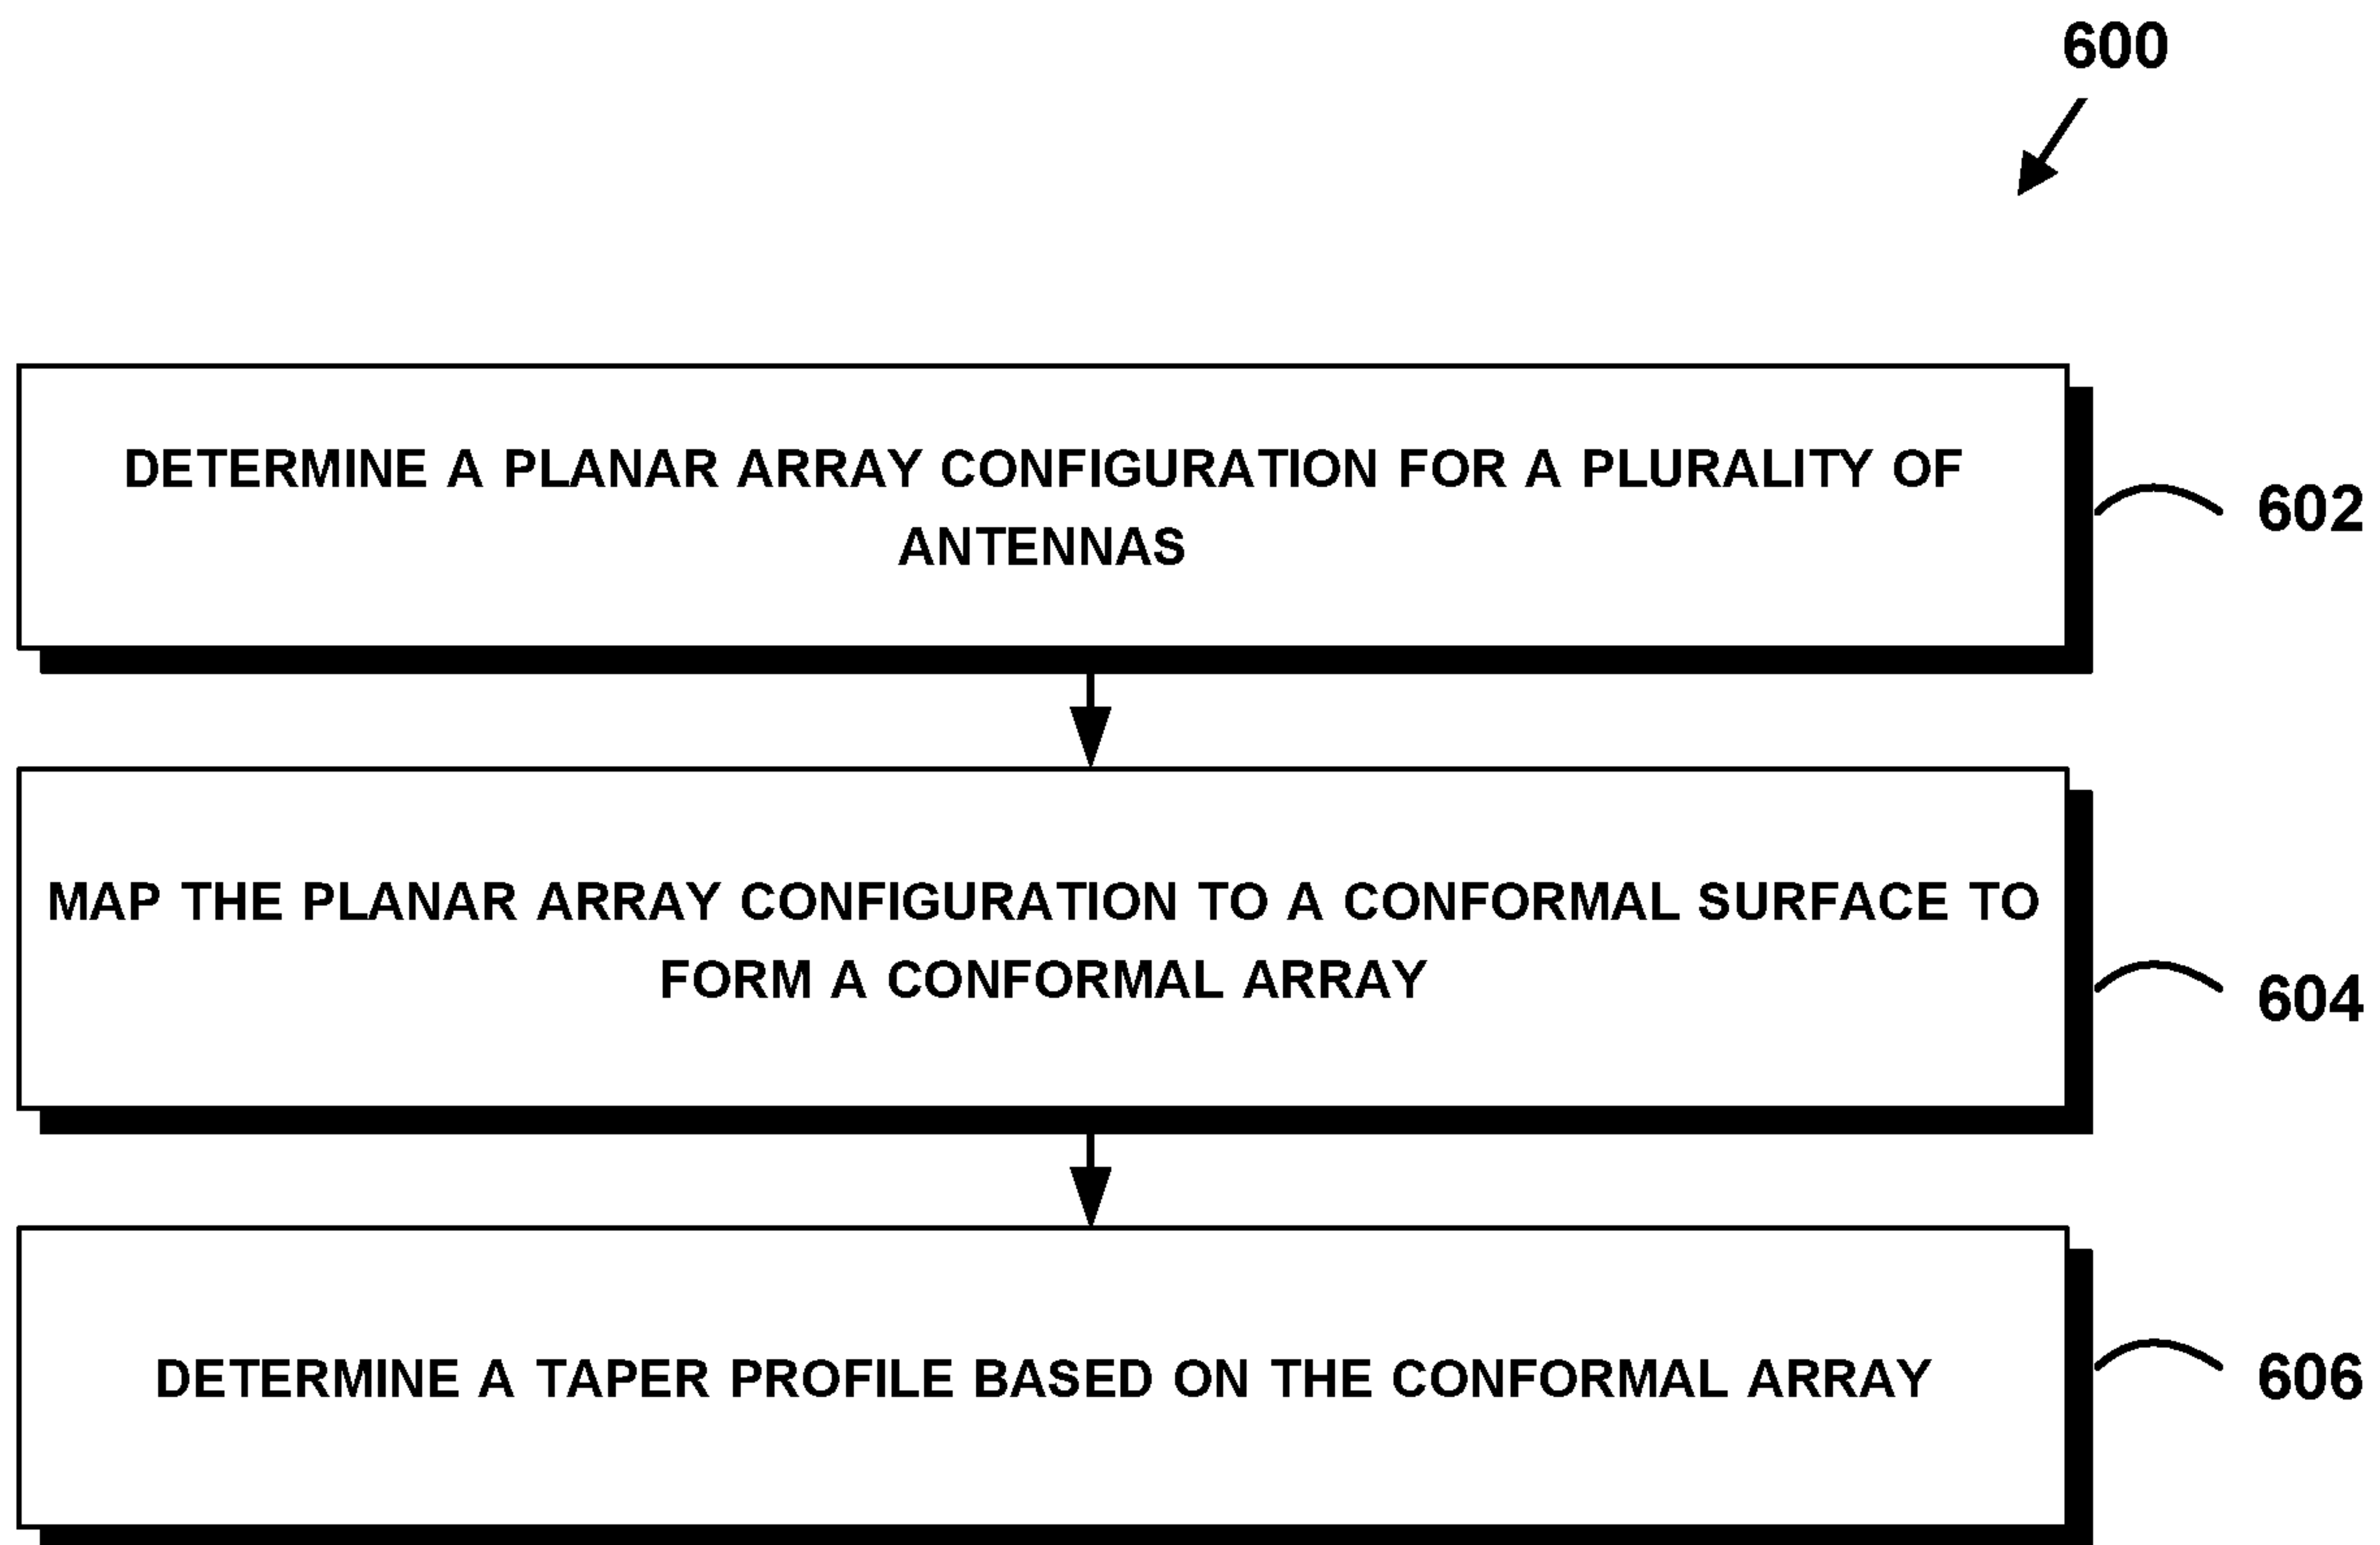 600
DETERMINE A PLANAR ARRAY CONFIGURATION FOR A PLURALITY OF
ANTENNAS
602
MAP THE PLANAR ARRAY CONFIGURATION TO A CONFORMAL SURFACE TO
FORM A CONFORMAL ARRAY
604
DETERMINE A TAPER PROFILE BASED ON THE CONFORMAL ARRAY
606